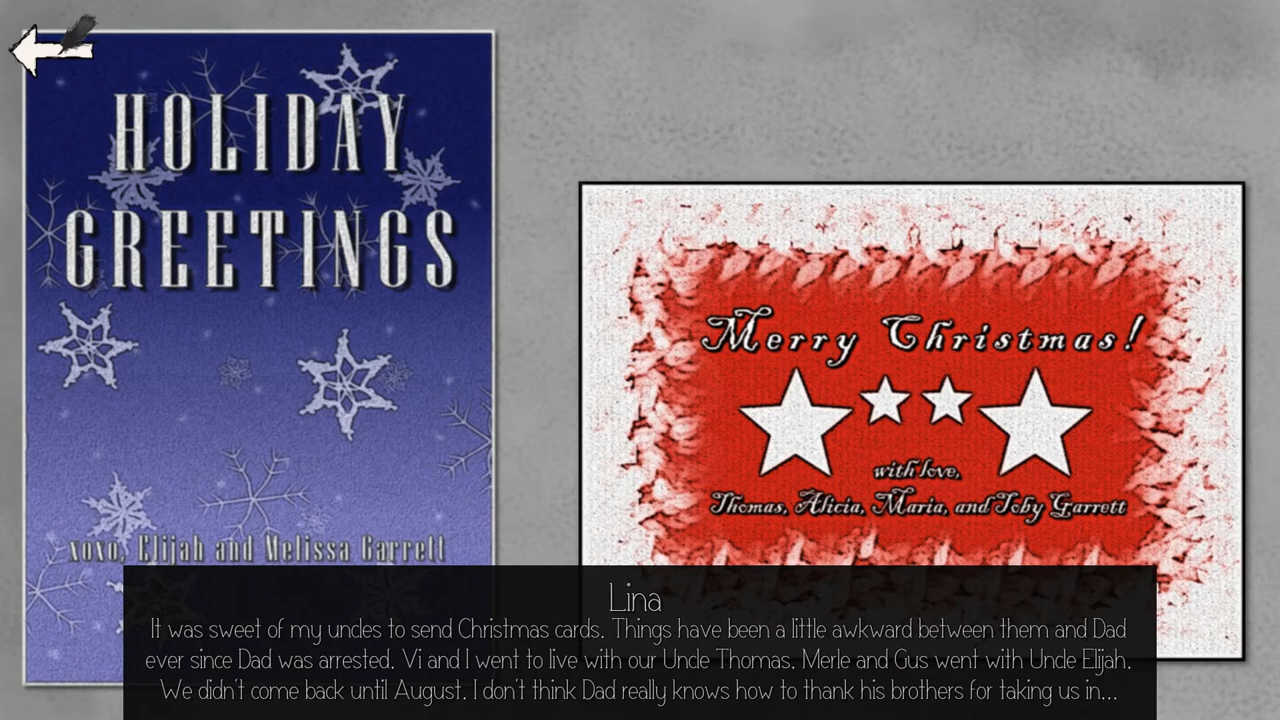 HOLIDAY
GREETINGS
xoxo, Elijah and Melissa Garrett
Merry Christmas!
with love,
Thomas, Alicia, Maria, and Toby Garrett
Lina
It was sweet of my uncles to send Christmas cards. Things have been a little awkward between them and Dad
ever since Dad was arrested. Vi and I went to live with our Uncle Thomas. Merle and Gus went with Uncle Elijah.
We didn't come back until August. I don't think Dad really knows how to thank his brothers for taking us in...